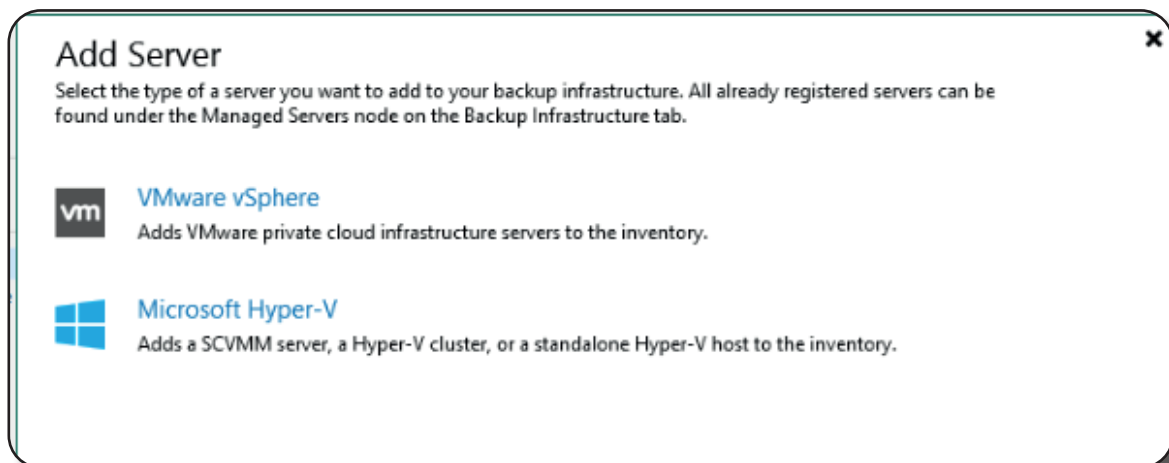 Add Server
Select the type of a server you want to add to your backup infrastructure. All already registered servers can be
found under the Managed Servers node on the Backup Infrastructure tab.
vm
VMware vSphere
Adds VMware private cloud infrastructure servers to the inventory.
Microsoft Hyper-V
Adds a SCVMM server, a Hyper-V cluster, or a standalone Hyper-V host to the inventory.